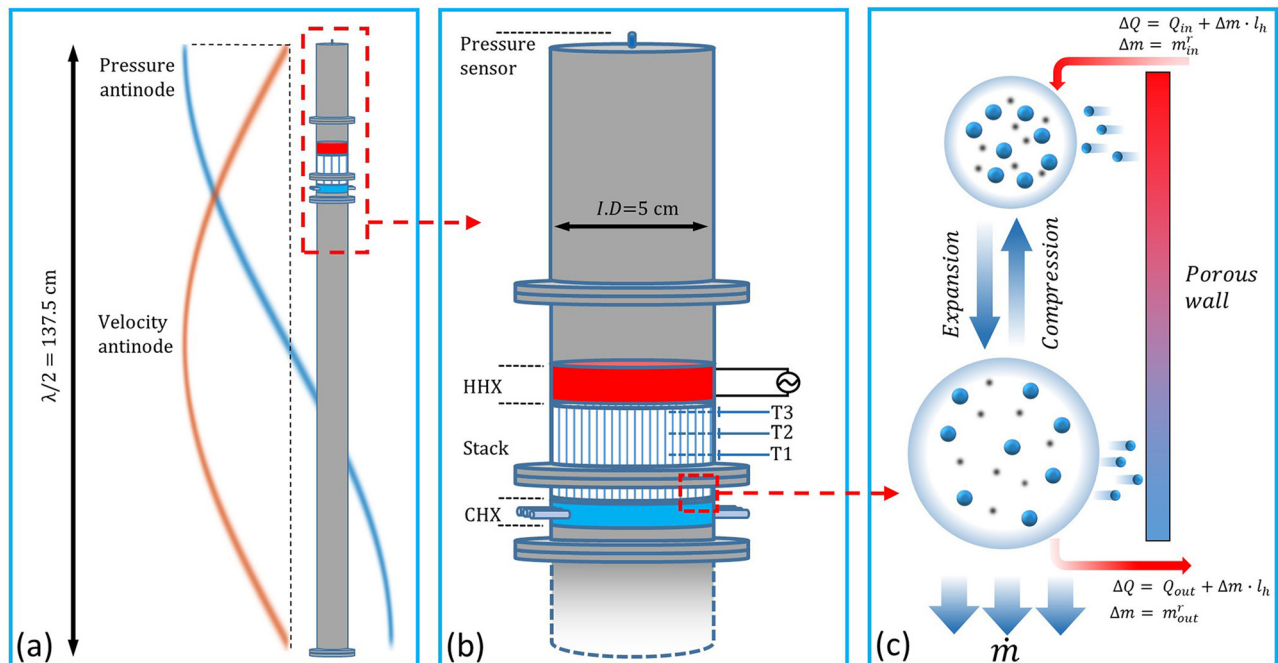 Pressure
antinode
Velocity
antinode
λ/2 = 137.5 cm
(a)
Pressure
sensor
I.D=5 cm
HHX
T3
T2
T1
Stack
CHX
(b)
ΔQ = Q_in + Δm · l_h
Δm = m^r_in
Expansion
Compression
Porous
wall
ΔQ = Q_out + Δm · l_h
Δm = m^r_out
ṁ
(c)